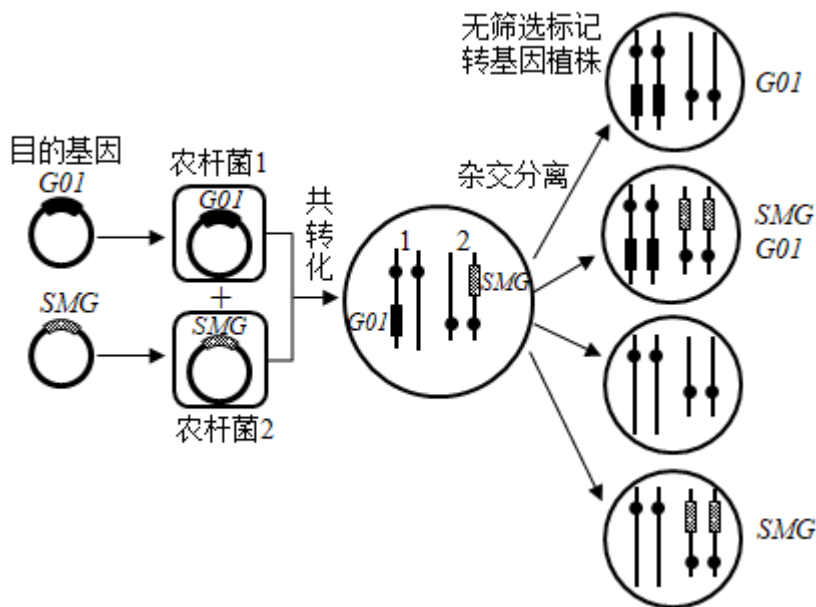 目的基因
G01
SMG
农杆菌1
G01
+
SMG
农杆菌2
共转化
1
2
G01
SMG
杂交分离
无筛选标记
转基因植株
G01
SMG
G01
SMG